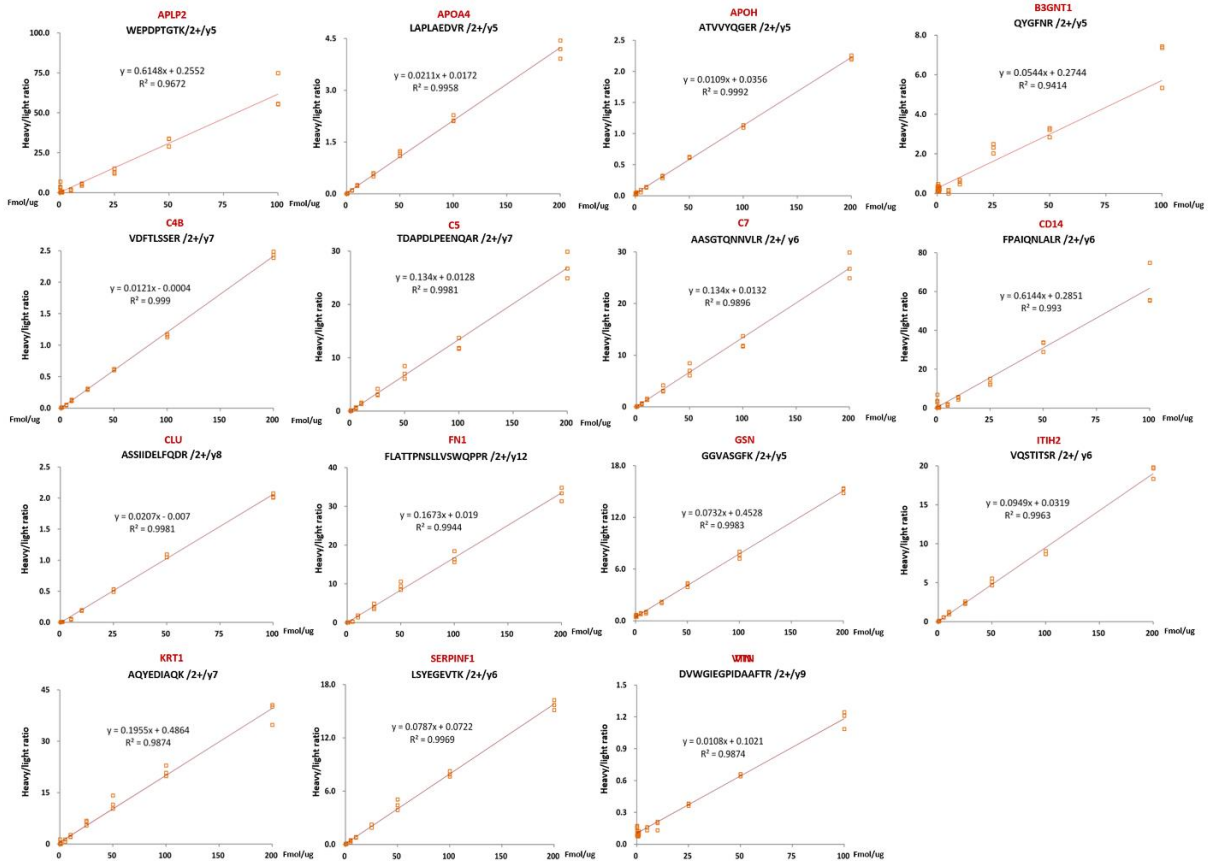 APLP2
WEPDPTGTK/2+/y5
Heavy/light ratio
y = 0.6148x + 0.2552
R² = 0.9672
100.0
75.0
50.0
25.0
0.0
0
25
50
75
100
Fmol/ug
APOA4
LAPLAEDVR /2+/y5
Heavy/light ratio
y = 0.0211x + 0.0172
R² = 0.9958
4.5
3.0
1.5
0.0
0
50
100
150
200
Fmol/ug
APOH
ATVVYQGER /2+/y5
Heavy/light ratio
y = 0.0109x + 0.0356
R² = 0.9992
2.5
2.0
1.5
1.0
0.5
0.0
0
50
100
150
200
Fmol/ug
B3GNT1
QYGFNR /2+/y5
Heavy/light ratio
y = 0.0544x + 0.2744
R² = 0.9414
9
8
7
6
5
4
3
2
1
0
0
25
50
75
100
Fmol/ug
C4B
VDFTLSSER /2+/y7
Heavy/light ratio
y = 0.0121x - 0.0004
R² = 0.999
2.5
2.0
1.5
1.0
0.5
0.0
0
50
100
150
200
Fmol/ug
C5
TDAPDLPEENQAR /2+/y7
Heavy/light ratio
y = 0.134x + 0.0128
R² = 0.9981
30
20
10
0
0
50
100
150
200
Fmol/ug
C7
AASGTQNNVLR /2+/ y6
Heavy/light ratio
y = 0.134x + 0.0132
R² = 0.9896
30
20
10
0
0
50
100
150
200
Fmol/ug
CD14
FPAIQNLALR /2+/y6
Heavy/light ratio
y = 0.6144x + 0.2851
R² = 0.993
80
60
40
20
0
0
25
50
75
100
Fmol/ug
CLU
ASSIIDELFQDR /2+/y8
Heavy/light ratio
y = 0.0207x - 0.007
R² = 0.9981
2.5
2.0
1.5
1.0
0.5
0.0
0
25
50
75
100
Fmol/ug
FN1
FLATTPNSLLVSWQPPR /2+/y12
Heavy/light ratio
y = 0.1673x + 0.019
R² = 0.9944
40
30
20
10
0
0
50
100
150
200
Fmol/ug
GSN
GGVASGFK /2+/y5
Heavy/light ratio
y = 0.0732x + 0.4528
R² = 0.9983
18.0
12.0
6.0
0.0
0
50
100
150
200
Fmol/ug
ITIH2
VQSTITSR /2+/ y6
Heavy/light ratio
y = 0.0949x + 0.0319
R² = 0.9963
20
15
10
5
0
0
50
100
150
200
Fmol/ug
KRT1
AQYEDIAQK /2+/y7
Heavy/light ratio
y = 0.1955x + 0.4864
R² = 0.9874
45
30
15
0
0
50
100
150
200
Fmol/ug
SERPINF1
LSYEGEVTK /2+/y6
Heavy/light ratio
y = 0.0787x + 0.0722
R² = 0.9969
18.0
12.0
6.0
0.0
0
50
100
150
200
Fmol/ug
DVWGIEGPIDAAFTR /2+/y9
Heavy/light ratio
y = 0.0108x + 0.1021
R² = 0.9874
1.5
1.2
0.9
0.6
0.3
0.0
0
25
50
75
100
Fmol/ug